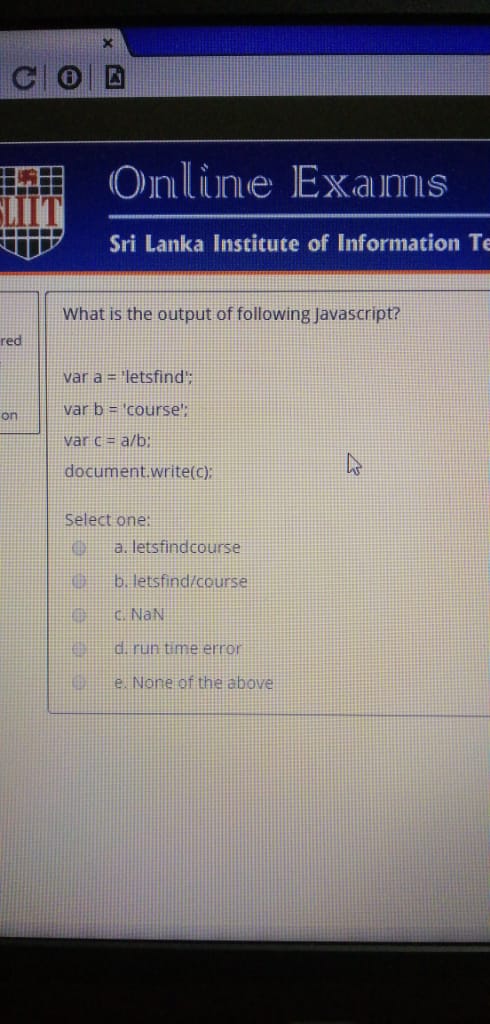 Online Exams
SLIIT
Sri Lanka Institute of Information Te
What is the output of following Javascript?
red
var a = 'letsfind';
var b = 'course';
on
var c = a/b;
document.write(c);
Select one:
a. letsfindcourse
b. letsfind/course
c. NaN
d. run time error
e. None of the above